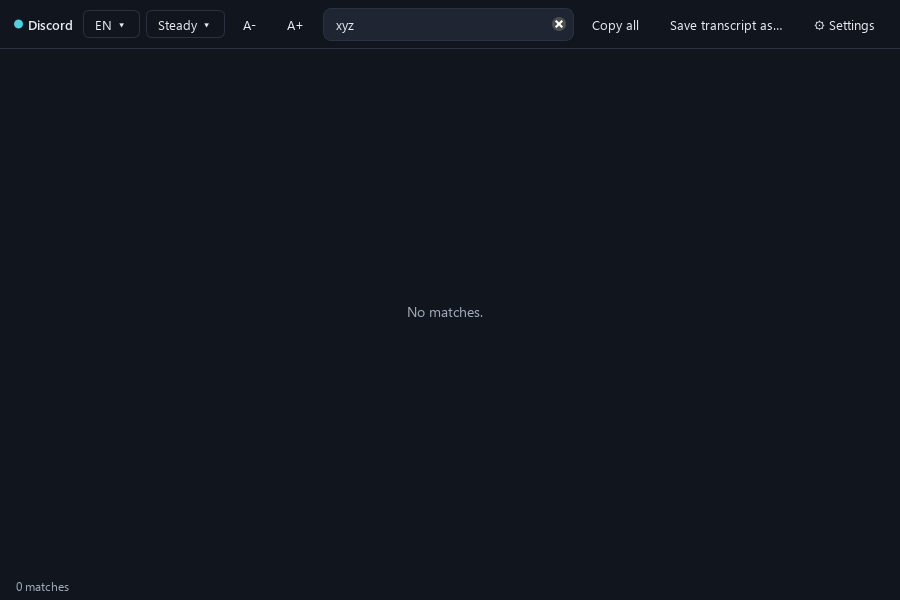 Discord EN ▾ Steady ▾ A- A+ xyz Copy all Save transcript as... ⚙ Settings
No matches.
0 matches